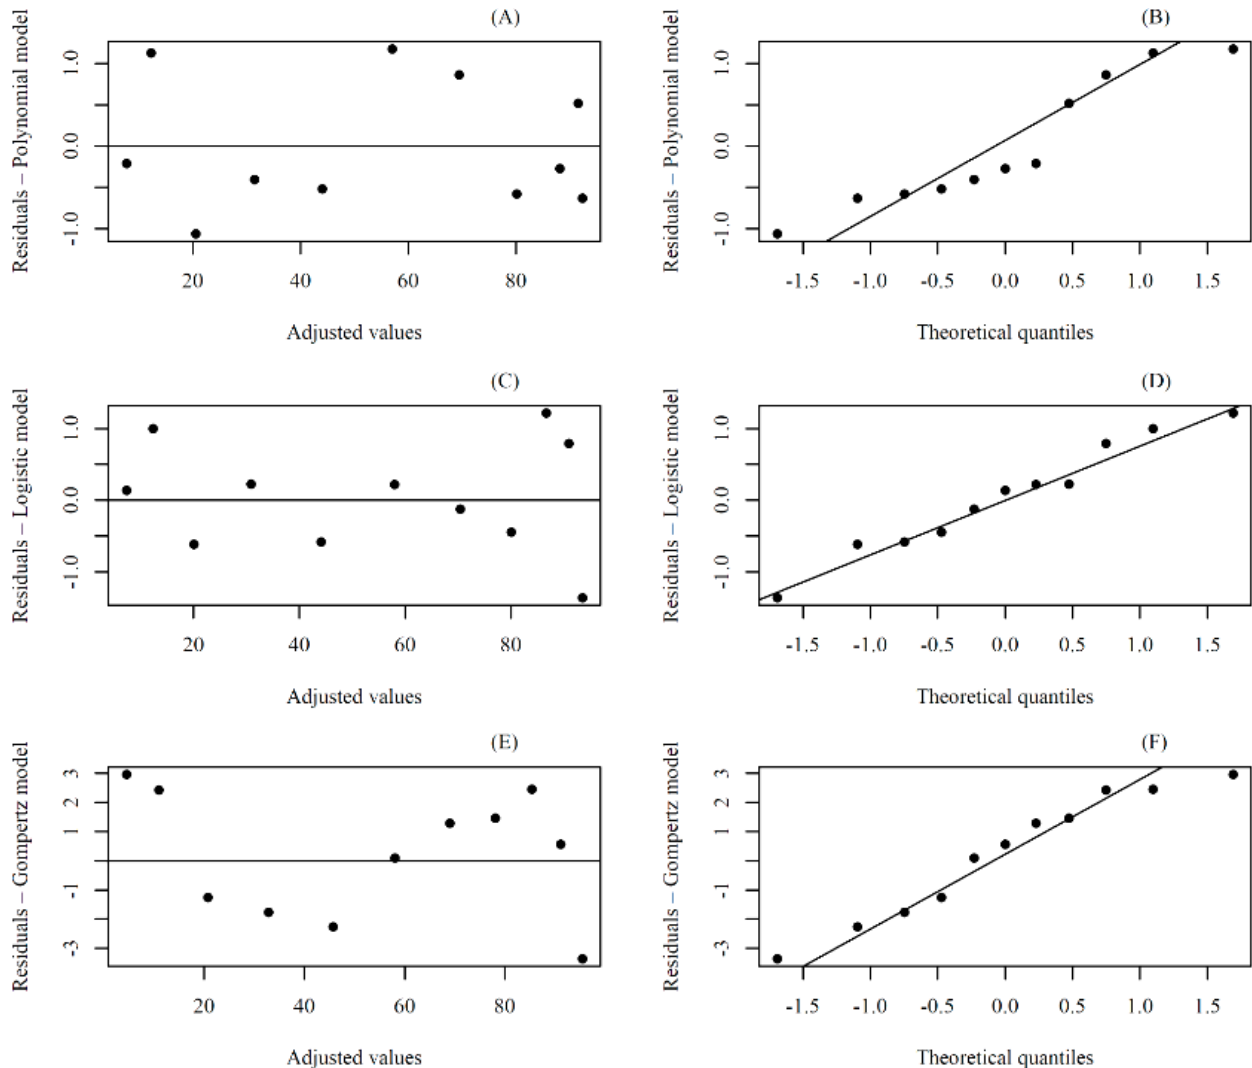 (A)
Residuals − Polynomial model
1.0
0.0
-1.0
20 40 60 80
Adjusted values
(B)
Residuals − Polynomial model
1.0
0.0
-1.0
-1.5 -1.0 -0.5 0.0 0.5 1.0 1.5
Theoretical quantiles
(C)
Residuals − Logistic model
1.0
0.0
-1.0
20 40 60 80
Adjusted values
(D)
Residuals − Logistic model
1.0
0.0
-1.0
-1.5 -1.0 -0.5 0.0 0.5 1.0 1.5
Theoretical quantiles
(E)
Residuals − Gompertz model
3
2
1
-1
-3
20 40 60 80
Adjusted values
(F)
Residuals − Gompertz model
3
2
1
-1
-3
-1.5 -1.0 -0.5 0.0 0.5 1.0 1.5
Theoretical quantiles